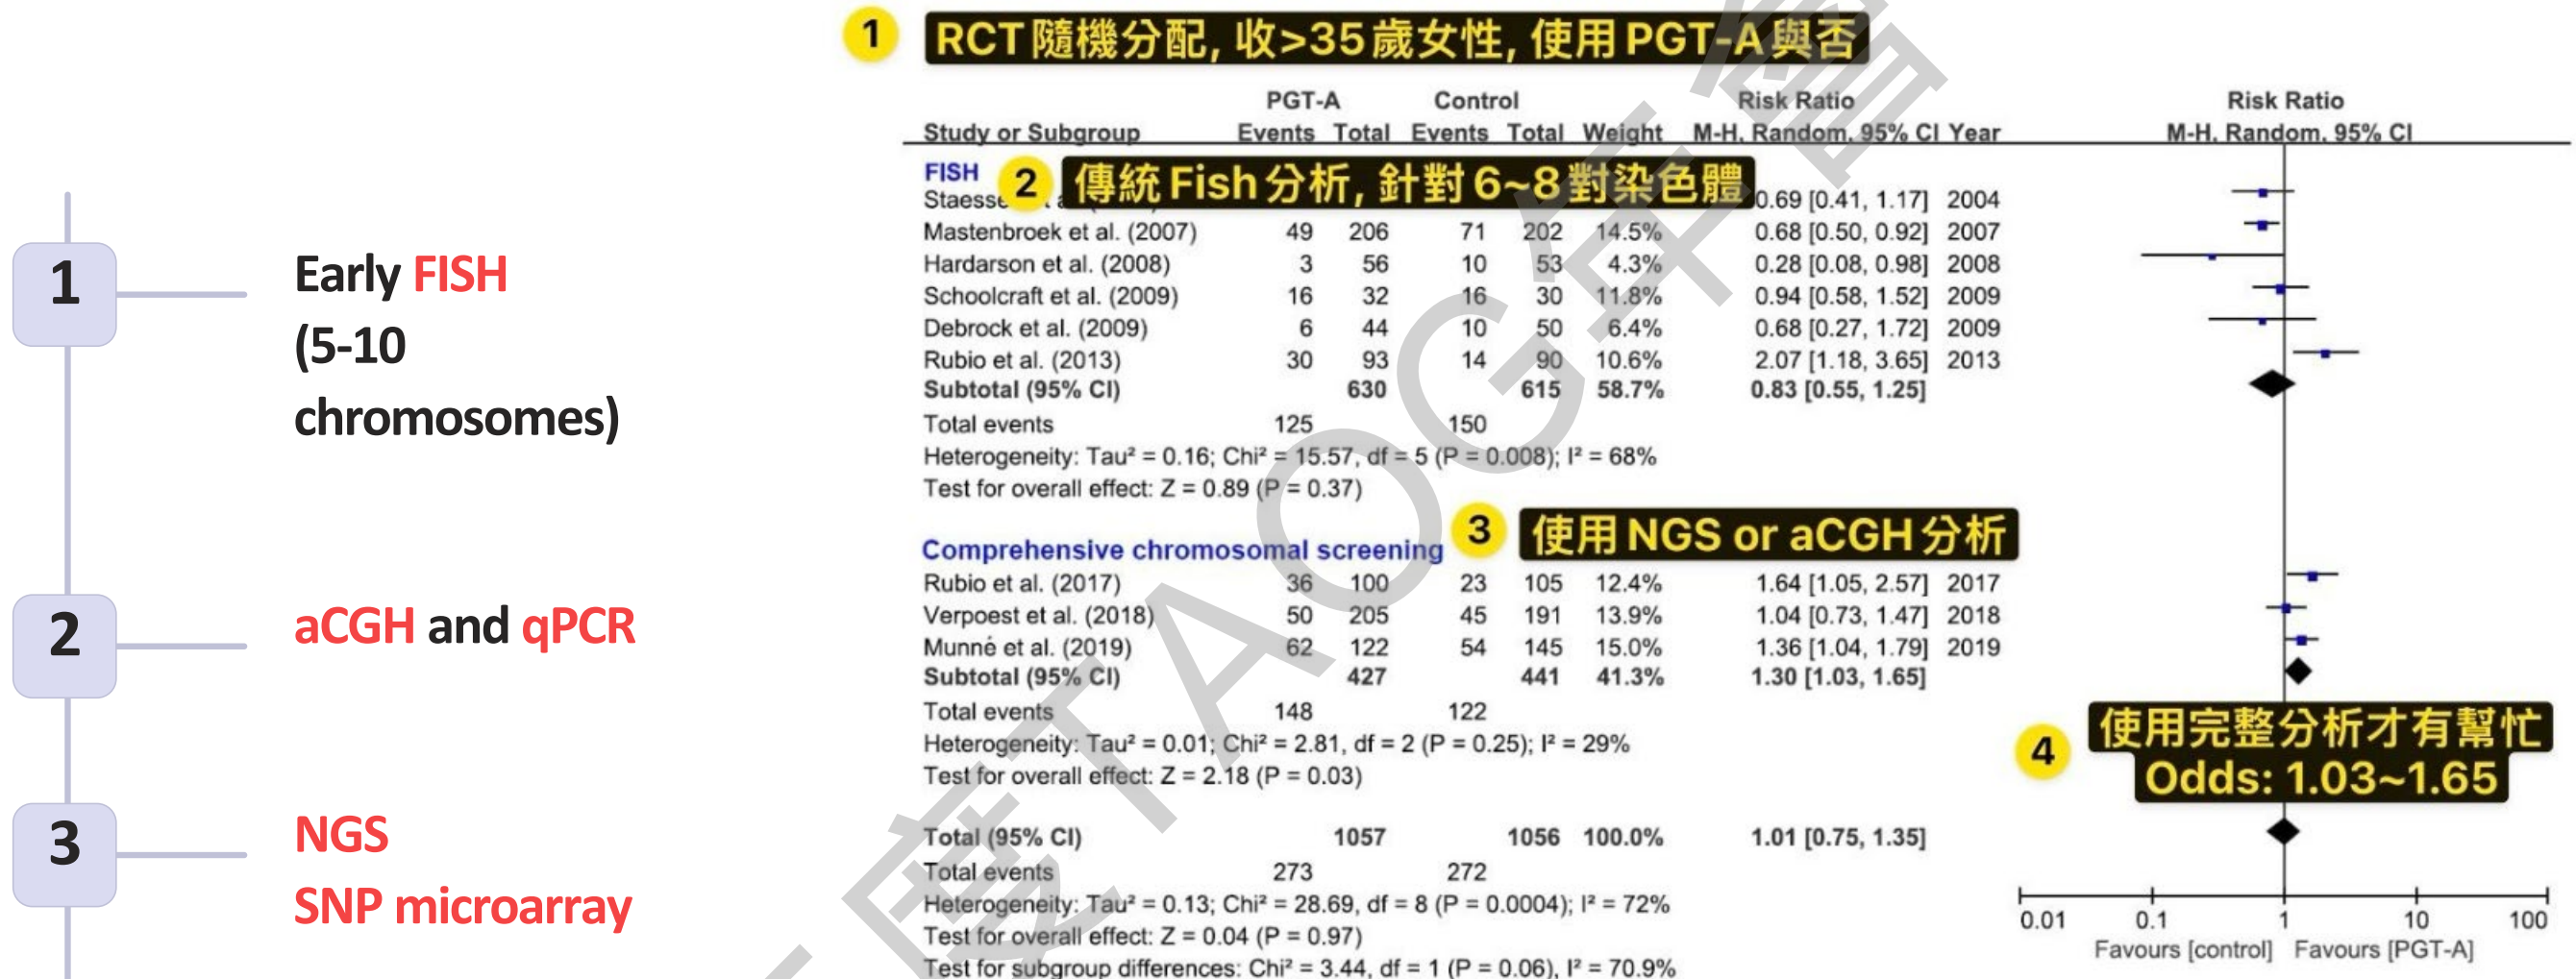 1
Early FISH
(5-10
chromosomes)
2
aCGH and qPCR
3
NGS
SNP microarray
1 RCT隨機分配, 收>35歲女性, 使用PGT-A與否
PGT-A Control Risk Ratio Risk Ratio
Study or Subgroup Events Total Events Total Weight M-H, Random, 95% CI Year M-H, Random, 95% CI
FISH
2 傳統Fish分析, 針對6~8對染色體
0.69 [0.41, 1.17] 2004
Mastenbroek et al. (2007) 49 206 71 202 14.5% 0.68 [0.50, 0.92] 2007
Hardarson et al. (2008) 3 56 10 53 4.3% 0.28 [0.08, 0.98] 2008
Schoolcraft et al. (2009) 16 32 16 30 11.8% 0.94 [0.58, 1.52] 2009
Debrock et al. (2009) 6 44 10 50 6.4% 0.68 [0.27, 1.72] 2009
Rubio et al. (2013) 30 93 14 90 10.6% 2.07 [1.18, 3.65] 2013
Subtotal (95% CI) 630 615 58.7% 0.83 [0.55, 1.25]
Total events 125 150
Heterogeneity: Tau² = 0.16; Chi² = 15.57, df = 5 (P = 0.008); I² = 68%
Test for overall effect: Z = 0.89 (P = 0.37)
3 使用NGS or aCGH分析
Comprehensive chromosomal screening
Rubio et al. (2017) 36 100 23 105 12.4% 1.64 [1.05, 2.57] 2017
Verpoest et al. (2018) 50 205 45 191 13.9% 1.04 [0.73, 1.47] 2018
Munné et al. (2019) 62 122 54 145 15.0% 1.36 [1.04, 1.79] 2019
Subtotal (95% CI) 427 441 41.3% 1.30 [1.03, 1.65]
Total events 148 122
Heterogeneity: Tau² = 0.01; Chi² = 2.81, df = 2 (P = 0.25); I² = 29%
Test for overall effect: Z = 2.18 (P = 0.03)
4 使用完整分析才有幫忙
Odds: 1.03~1.65
Total (95% CI) 1057 1056 100.0% 1.01 [0.75, 1.35]
Total events 273 272
Heterogeneity: Tau² = 0.13; Chi² = 28.69, df = 8 (P = 0.0004); I² = 72%
Test for overall effect: Z = 0.04 (P = 0.97)
Test for subgroup differences: Chi² = 3.44, df = 1 (P = 0.06), I² = 70.9%
0.01 0.1 1 10 100
Favours [control] Favours [PGT-A]
度TAOG年會